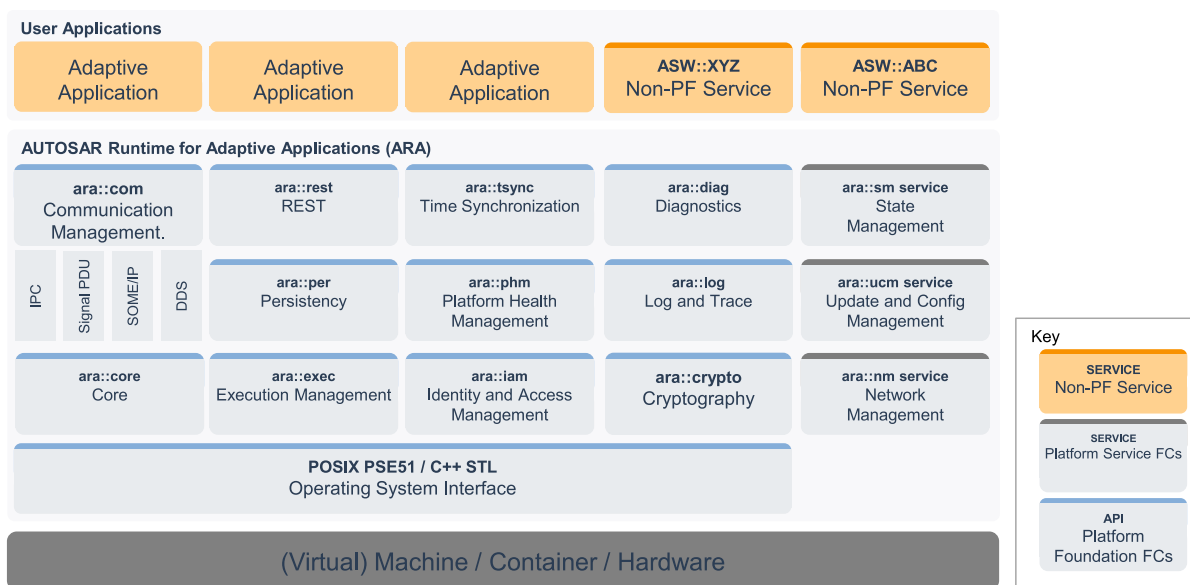 User Applications
Adaptive
Application
Adaptive
Application
Adaptive
Application
ASW::XYZ
Non-PF Service
ASW::ABC
Non-PF Service
AUTOSAR Runtime for Adaptive Applications (ARA)
ara::com
Communication
Management.
ara::rest
REST
ara::tsync
Time Synchronization
ara::diag
Diagnostics
ara::sm service
State
Management
IPC
Signal PDU
SOME/IP
DDS
ara::per
Persistency
ara::phm
Platform Health
Management
ara::log
Log and Trace
ara::ucm service
Update and Config
Management
ara::core
Core
ara::exec
Execution Management
ara::iam
Identity and Access
Management
ara::crypto
Cryptography
ara::nm service
Network
Management
POSIX PSE51 / C++ STL
Operating System Interface
(Virtual) Machine / Container / Hardware
Key
SERVICE
Non-PF Service
SERVICE
Platform Service FCs
API
Platform
Foundation FCs